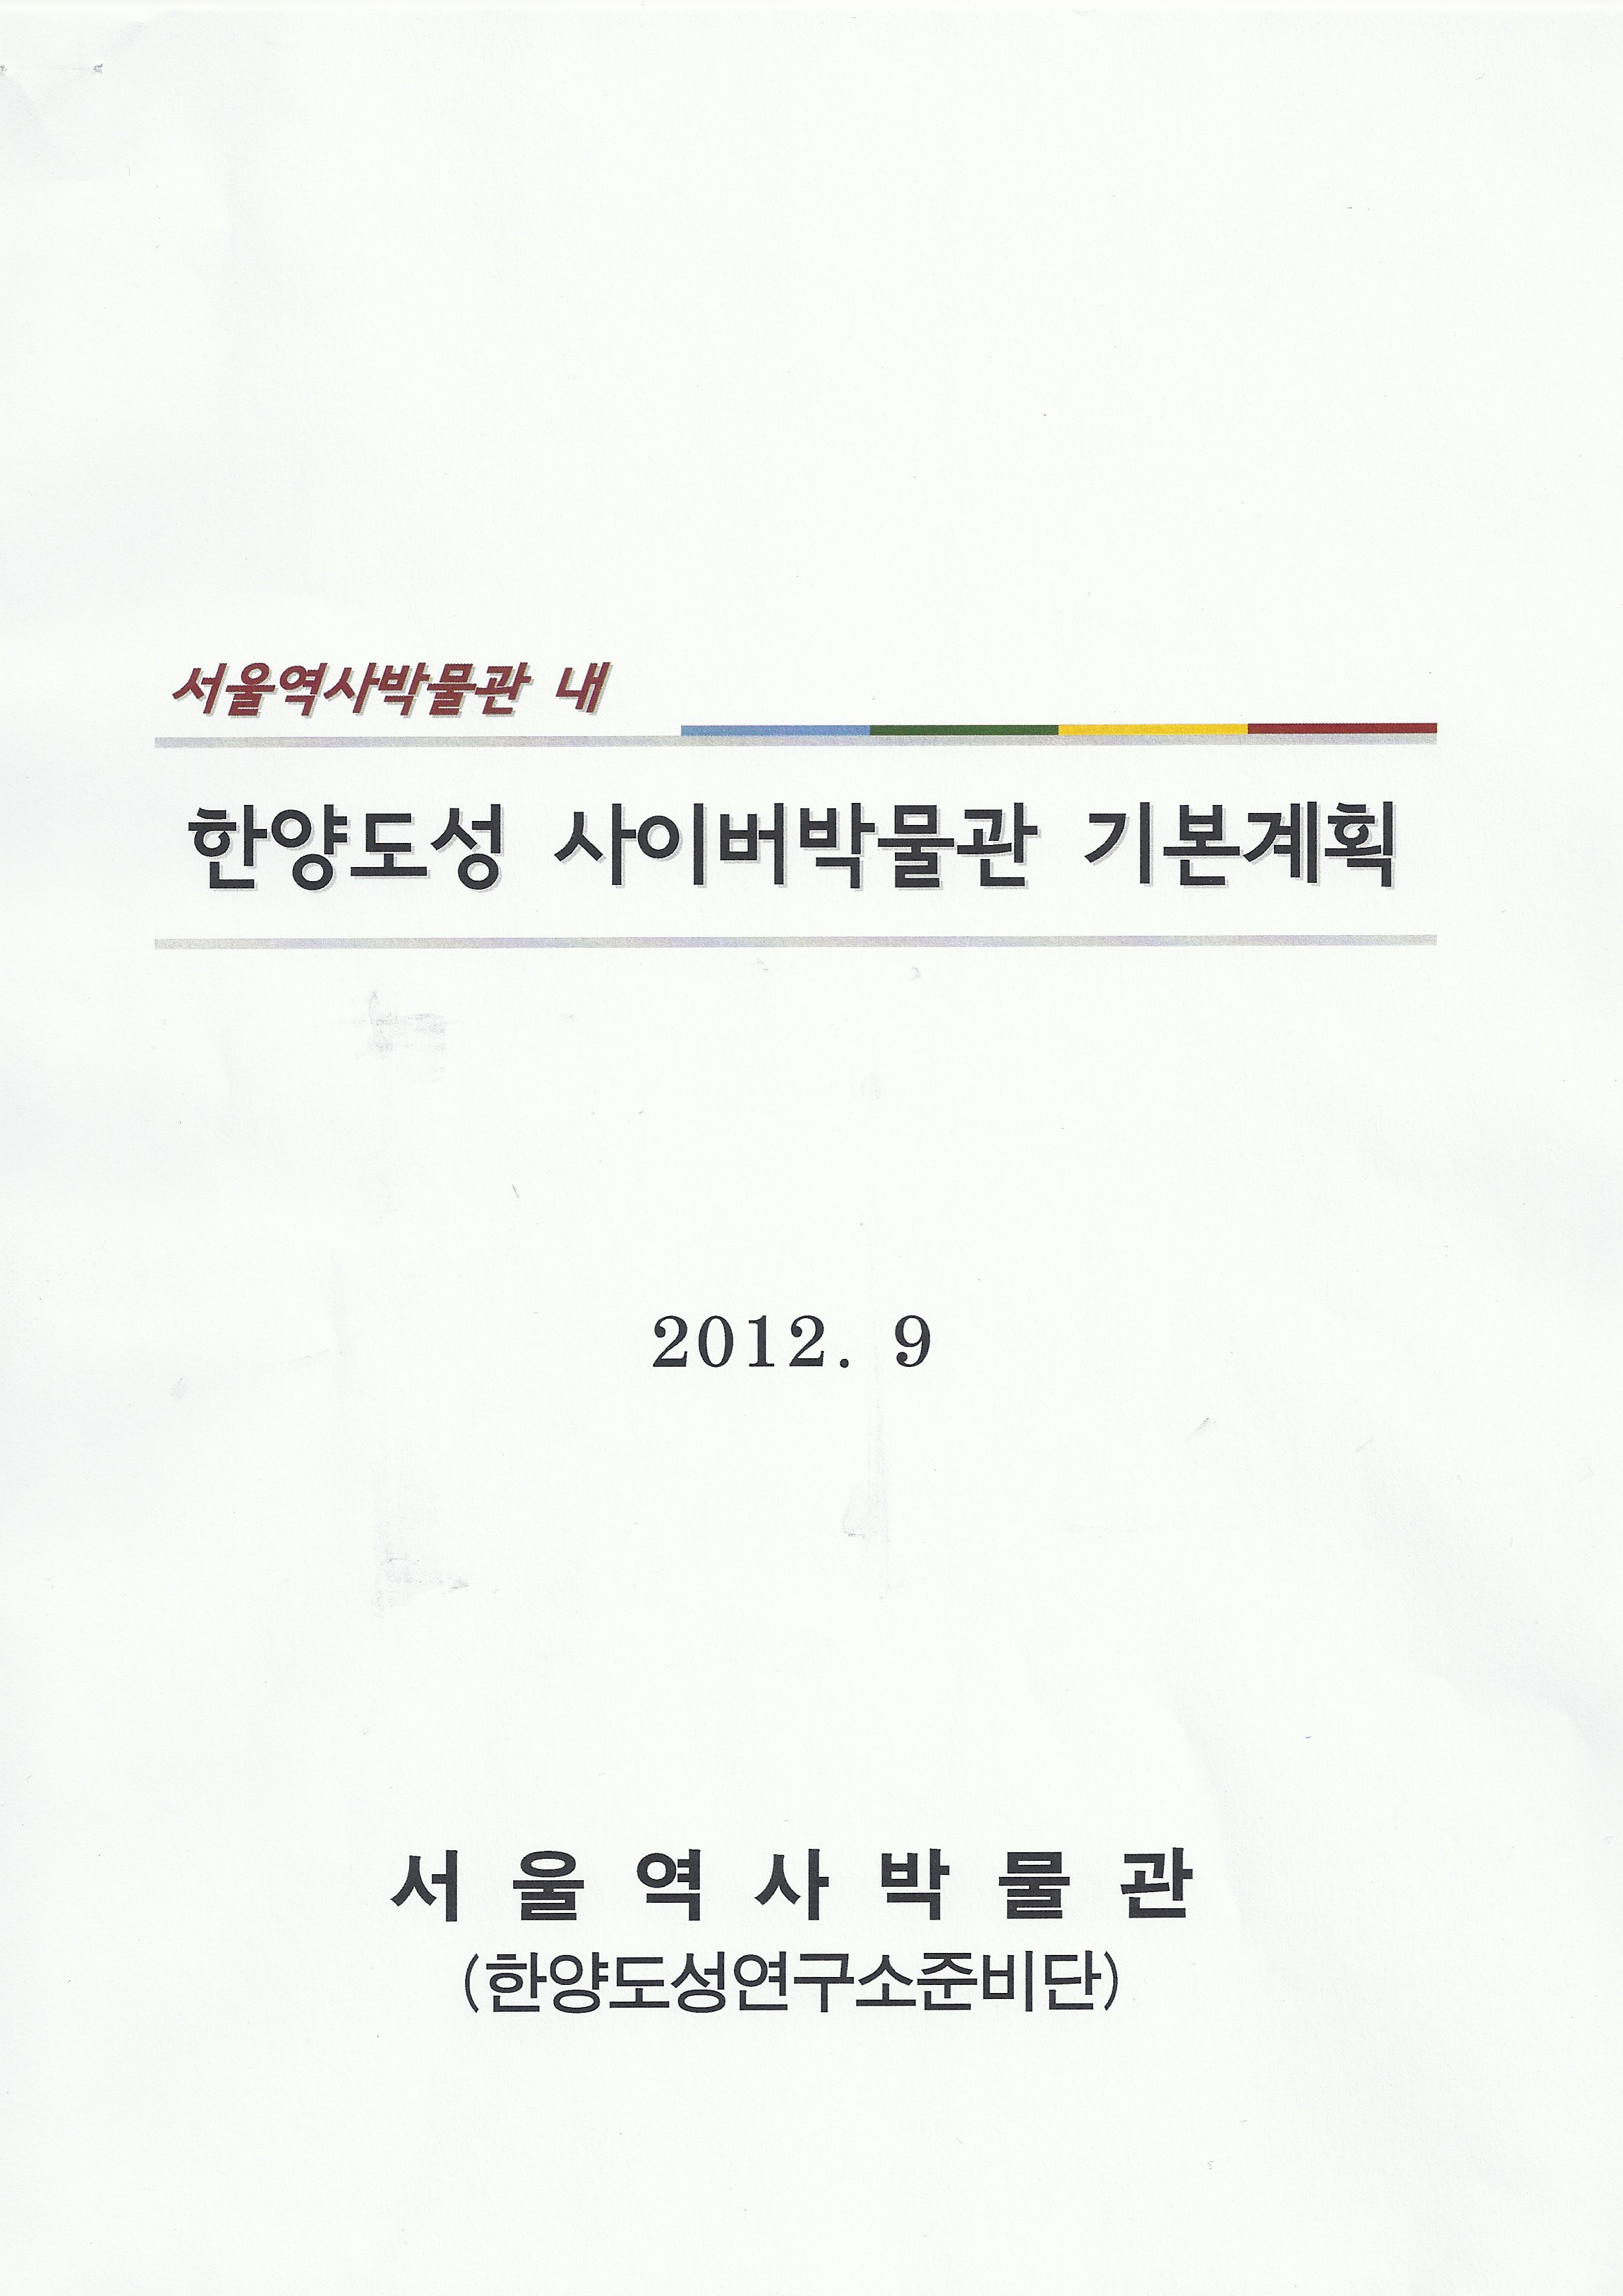 서울역사박물관 내
한양도성 사이버박물관 기본계획
2012. 9
서 울 역 사 박 물 관
(한양도성연구소준비단)